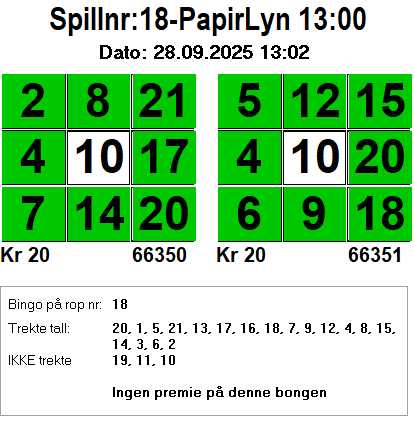 Spillnr:18-PapirLyn 13:00
Dato: 28.09.2025 13:02
2 8 21 5 12 15
4 10 17 4 10 20
7 14 20 6 9 18
Kr 20 66350 Kr 20 66351
Bingo på rop nr: 18
Trekte tall: 20, 1, 5, 21, 13, 17, 16, 18, 7, 9, 12, 4, 8, 15,
14, 3, 6, 2
IKKE trekte 19, 11, 10
Ingen premie på denne bongen